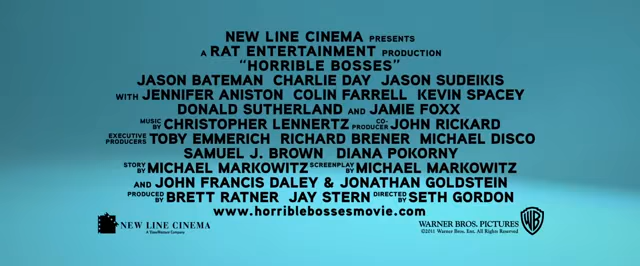 NEW LINE CINEMA PRESENTS
A RAT ENTERTAINMENT PRODUCTION
"HORRIBLE BOSSES"
JASON BATEMAN CHARLIE DAY JASON SUDEIKIS
WITH JENNIFER ANISTON COLIN FARRELL KEVIN SPACEY
DONALD SUTHERLAND AND JAMIE FOXX
MUSIC BY CHRISTOPHER LENNERTZ CO-PRODUCER JOHN RICKARD
EXECUTIVE PRODUCERS TOBY EMMERICH RICHARD BRENER MICHAEL DISCO
SAMUEL J. BROWN DIANA POKORNY
STORY BY MICHAEL MARKOWITZ SCREENPLAY BY MICHAEL MARKOWITZ
AND JOHN FRANCIS DALEY & JONATHAN GOLDSTEIN
PRODUCED BY BRETT RATNER JAY STERN DIRECTED BY SETH GORDON
www.horriblebossesmovie.com
NEW LINE CINEMA
A TimeWarner Company
WARNER BROS. PICTURES
©2011 Warner Bros. Ent. All Rights Reserved
WB